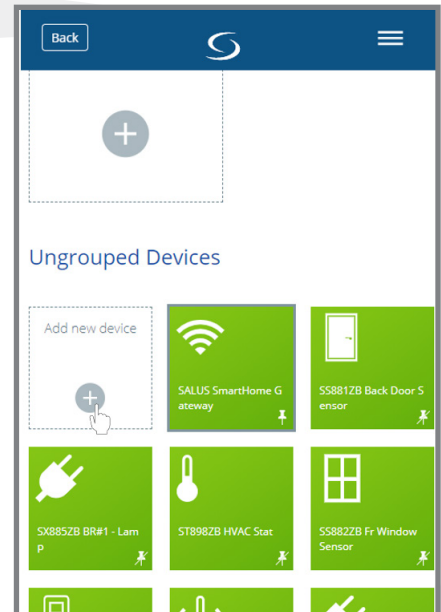 Back
Ungrouped Devices
Add new device
SALUS SmartHome G
ateway
SS881ZB Back Door S
ensor
SX885ZB BR#1 - Lam
p
ST898ZB HVAC Stat
SS882ZB Fr Window
Sensor